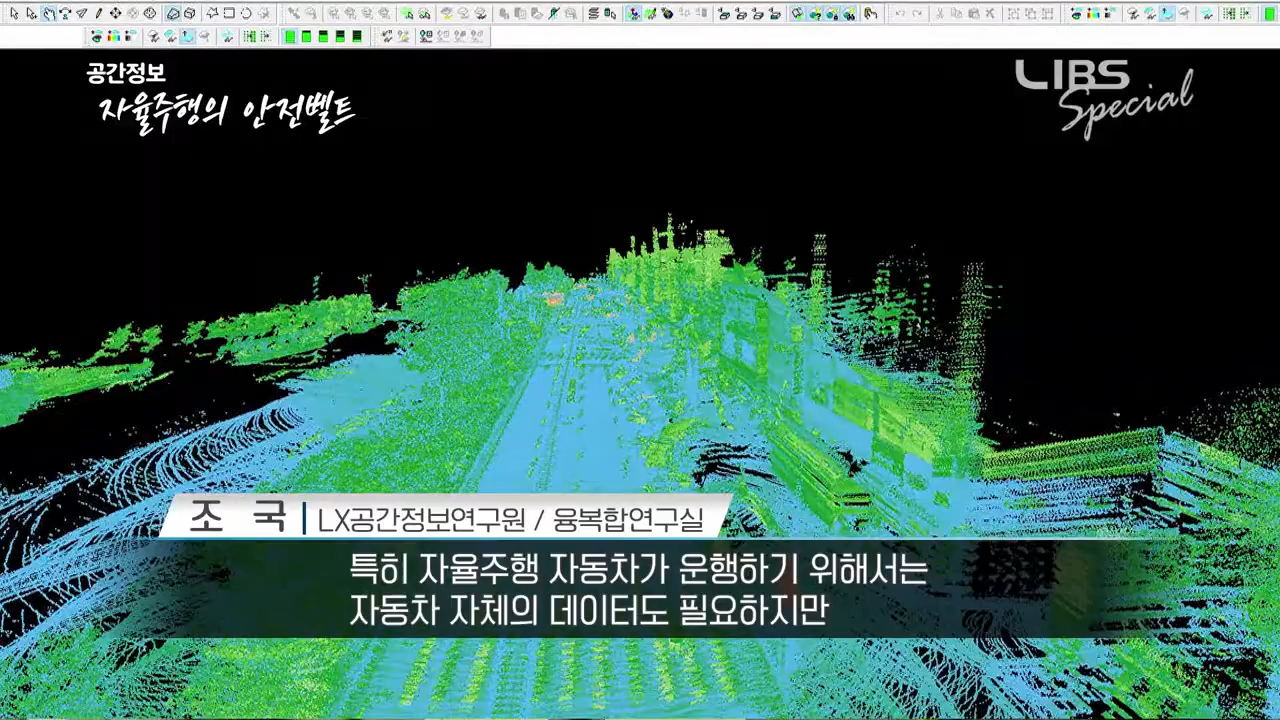 공간정보
자율주행의 안전벨트
LIBS
Special
조 국 | LX공간정보연구원 / 융복합연구실
특히 자율주행 자동차가 운행하기 위해서는
자동차 자체의 데이터도 필요하지만